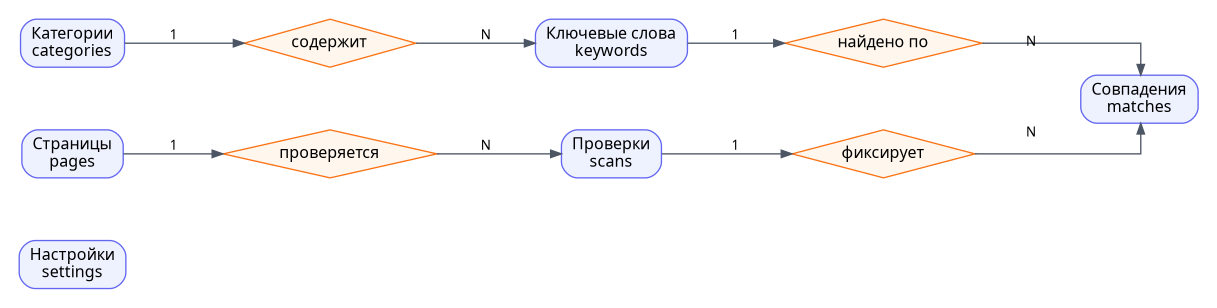 Категории
categories
1
содержит
N
Ключевые слова
keywords
1
найдено по
N
Совпадения
matches
Страницы
pages
1
проверяется
N
Проверки
scans
1
фиксирует
N
Настройки
settings